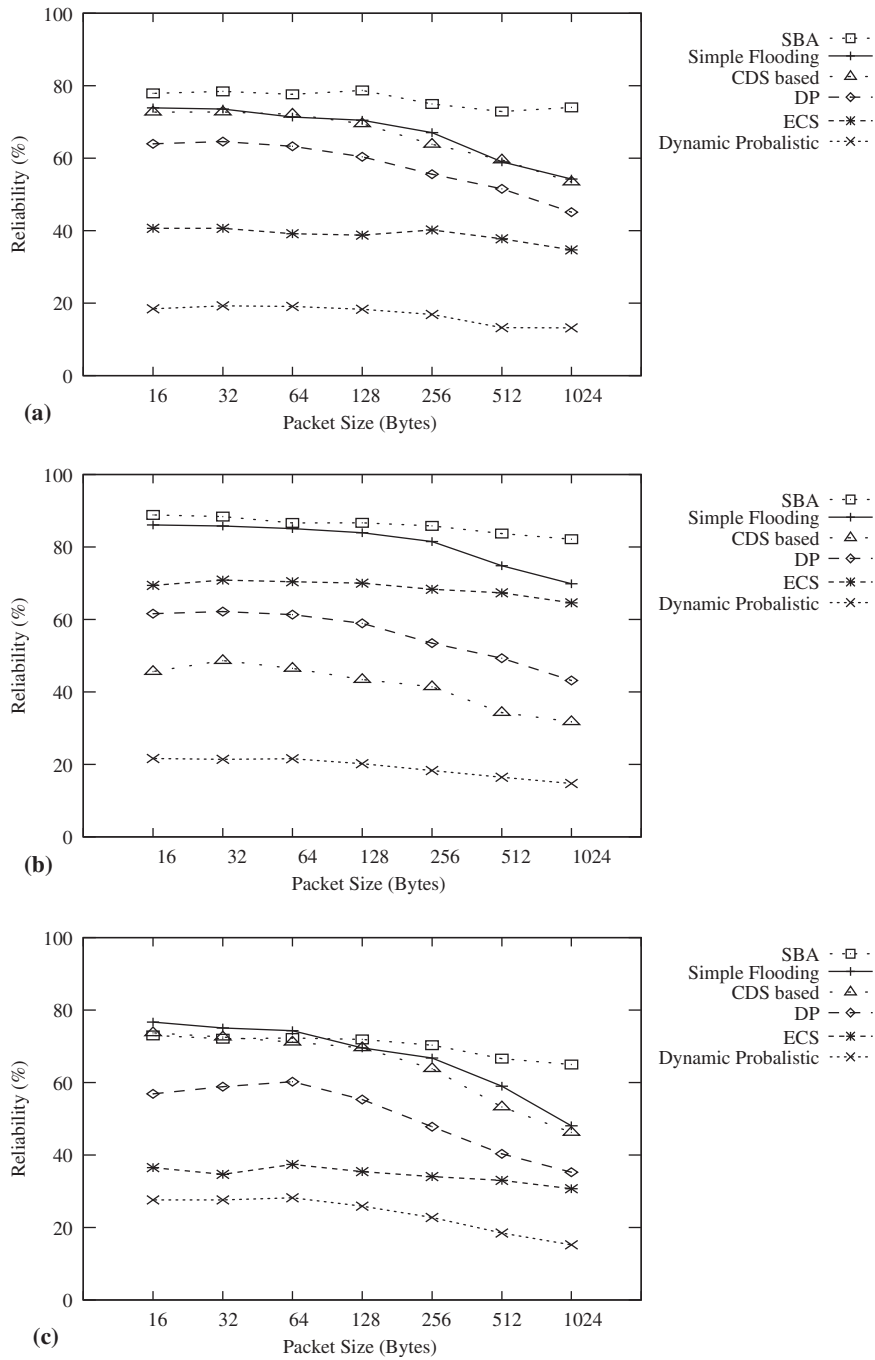 100
80
60
40
20
0
Reliability (%)
16 32 64 128 256 512 1024
Packet Size (Bytes)
(a)
SBA
Simple Flooding
CDS based
DP
ECS
Dynamic Probalistic
100
80
60
40
20
0
Reliability (%)
16 32 64 128 256 512 1024
Packet Size (Bytes)
(b)
SBA
Simple Flooding
CDS based
DP
ECS
Dynamic Probalistic
100
80
60
40
20
0
Reliability (%)
16 32 64 128 256 512 1024
Packet Size (Bytes)
(c)
SBA
Simple Flooding
CDS based
DP
ECS
Dynamic Probalistic